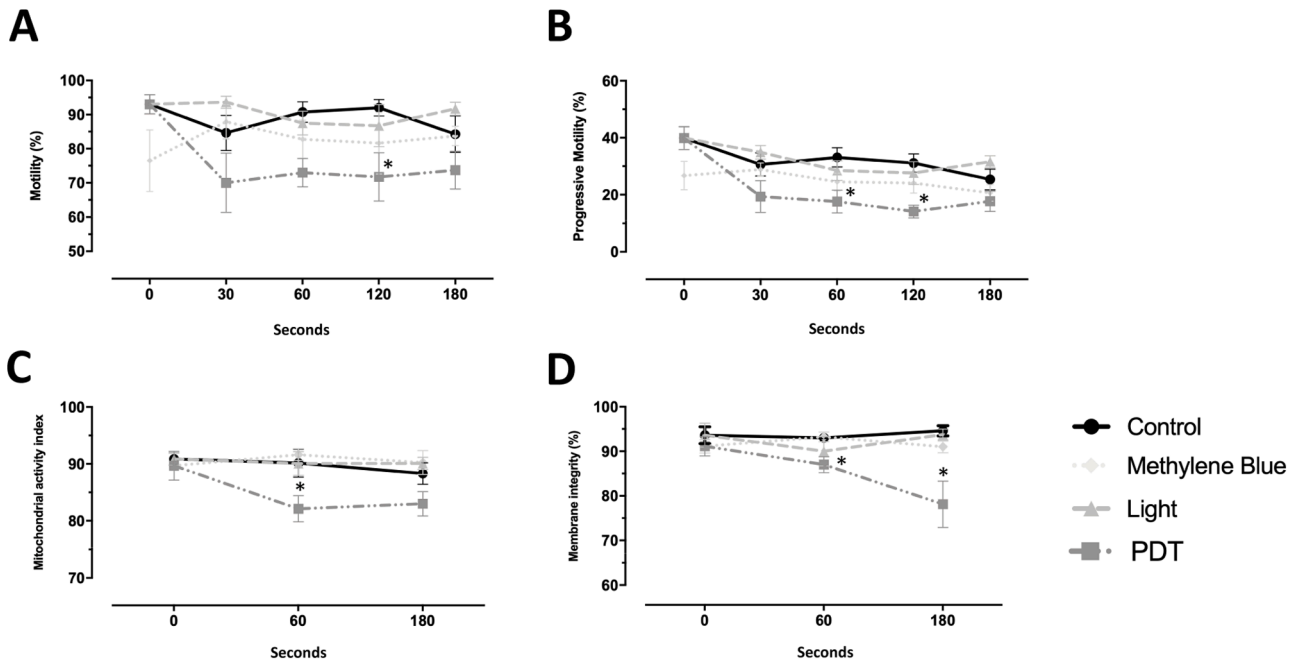 A
Motility (%)
100
90
80
70
60
50
*
0 30 60 120 180
Seconds
B
Progressive Motility (%)
60
40
20
0
*
*
0 30 60 120 180
Seconds
C
Mitochondrial activity index
100
90
80
70
*
0 60 180
Seconds
D
Membrane integrity (%)
100
90
80
70
60
*
*
0 60 180
Seconds
Control
Methylene Blue
Light
PDT